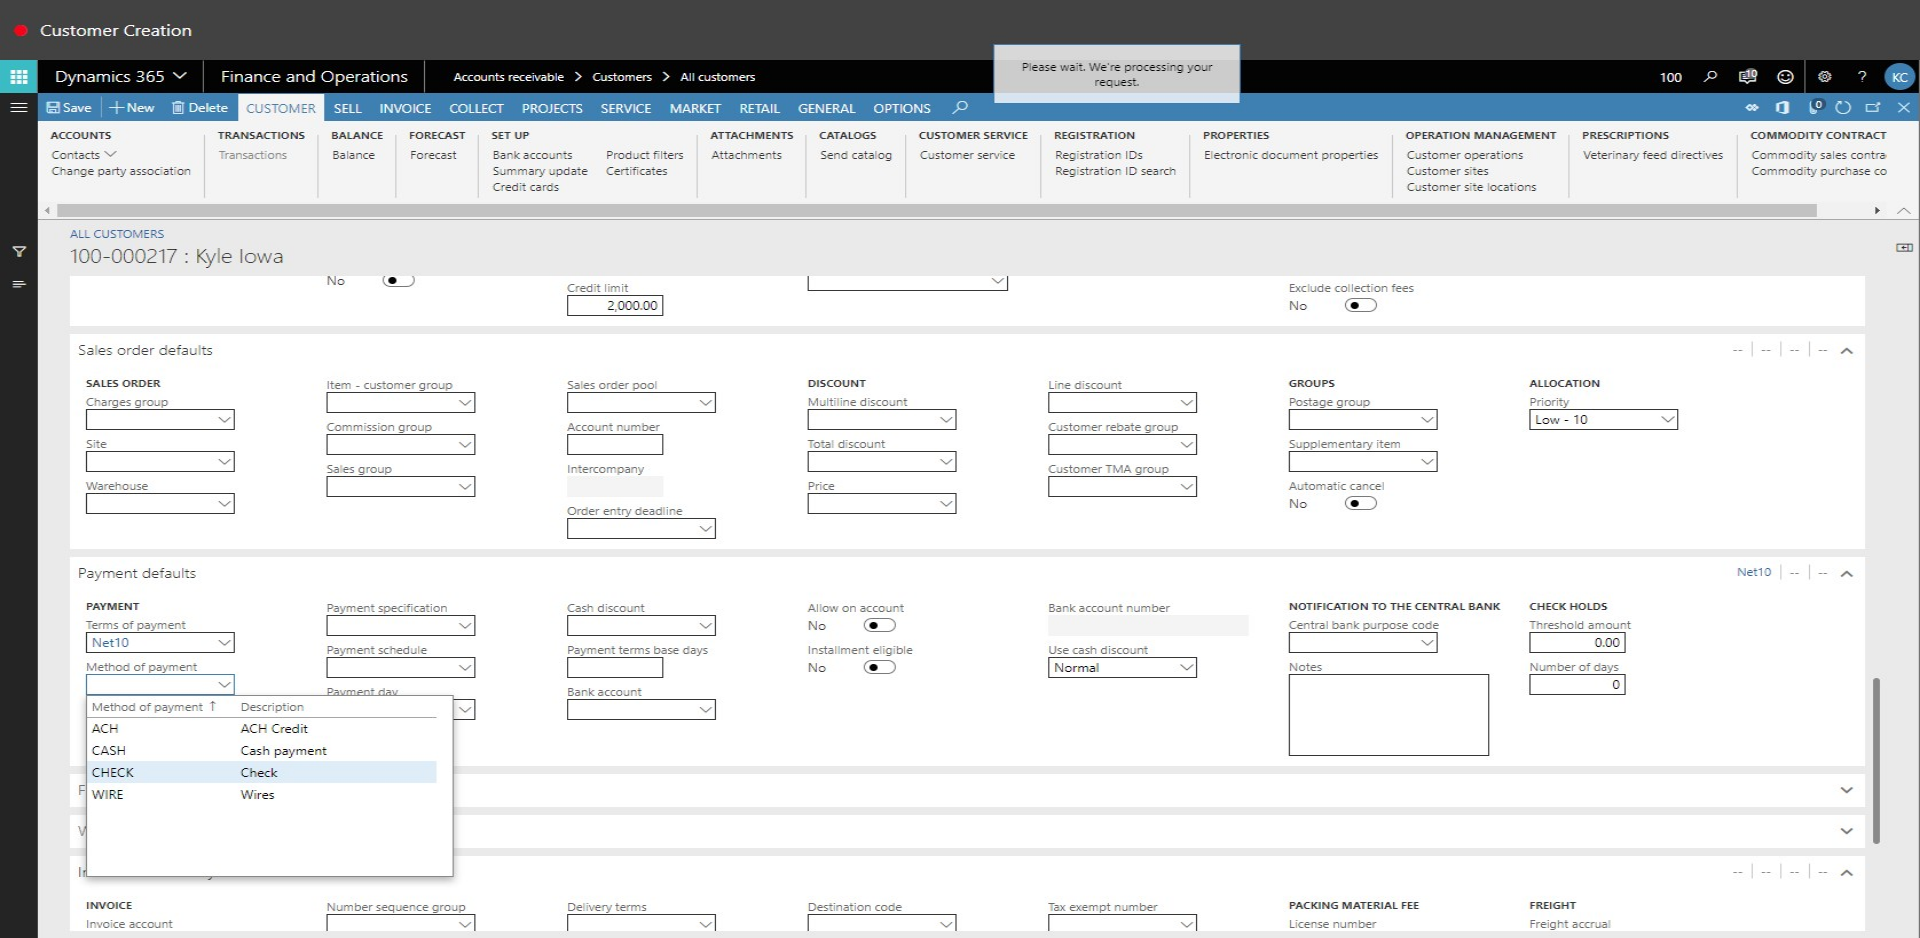 Customer Creation
Dynamics 365
Finance and Operations
Accounts receivable > Customers > All customers
Please wait. We're processing your
request.
100
10
?
KC
Save
New
Delete
CUSTOMER
SELL
INVOICE
COLLECT
PROJECTS
SERVICE
MARKET
RETAIL
GENERAL
OPTIONS
0
ACCOUNTS
Contacts
Change party association
TRANSACTIONS
Transactions
BALANCE
Balance
FORECAST
Forecast
SET UP
Bank accounts
Summary update
Credit cards
Product filters
Certificates
ATTACHMENTS
Attachments
CATALOGS
Send catalog
CUSTOMER SERVICE
Customer service
REGISTRATION
Registration IDs
Registration ID search
PROPERTIES
Electronic document properties
OPERATION MANAGEMENT
Customer operations
Customer sites
Customer site locations
PRESCRIPTIONS
Veterinary feed directives
COMMODITY CONTRACT
Commodity sales contra
Commodity purchase co
ALL CUSTOMERS
100-000217 : Kyle Iowa
No
Credit limit
2,000.00
Exclude collection fees
No
Sales order defaults
-- | -- | -- | --
SALES ORDER
Charges group
Site
Warehouse
Item - customer group
Commission group
Sales group
Sales order pool
Account number
Intercompany
Order entry deadline
DISCOUNT
Multiline discount
Total discount
Price
Line discount
Customer rebate group
Customer TMA group
GROUPS
Postage group
Supplementary item
Automatic cancel
No
ALLOCATION
Priority
Low - 10
Payment defaults
Net10 | -- | --
PAYMENT
Terms of payment
Net10
Method of payment
Method of payment ↑ Description
ACH ACH Credit
CASH Cash payment
CHECK Check
WIRE Wires
Payment specification
Payment schedule
Payment day
Cash discount
Payment terms base days
Bank account
Allow on account
No
Installment eligible
No
Bank account number
Use cash discount
Normal
NOTIFICATION TO THE CENTRAL BANK
Central bank purpose code
Notes
CHECK HOLDS
Threshold amount
0.00
Number of days
0
-- | -- | -- | --
INVOICE
Invoice account
Number sequence group
Delivery terms
Destination code
Tax exempt number
PACKING MATERIAL FEE
License number
FREIGHT
Freight accrual